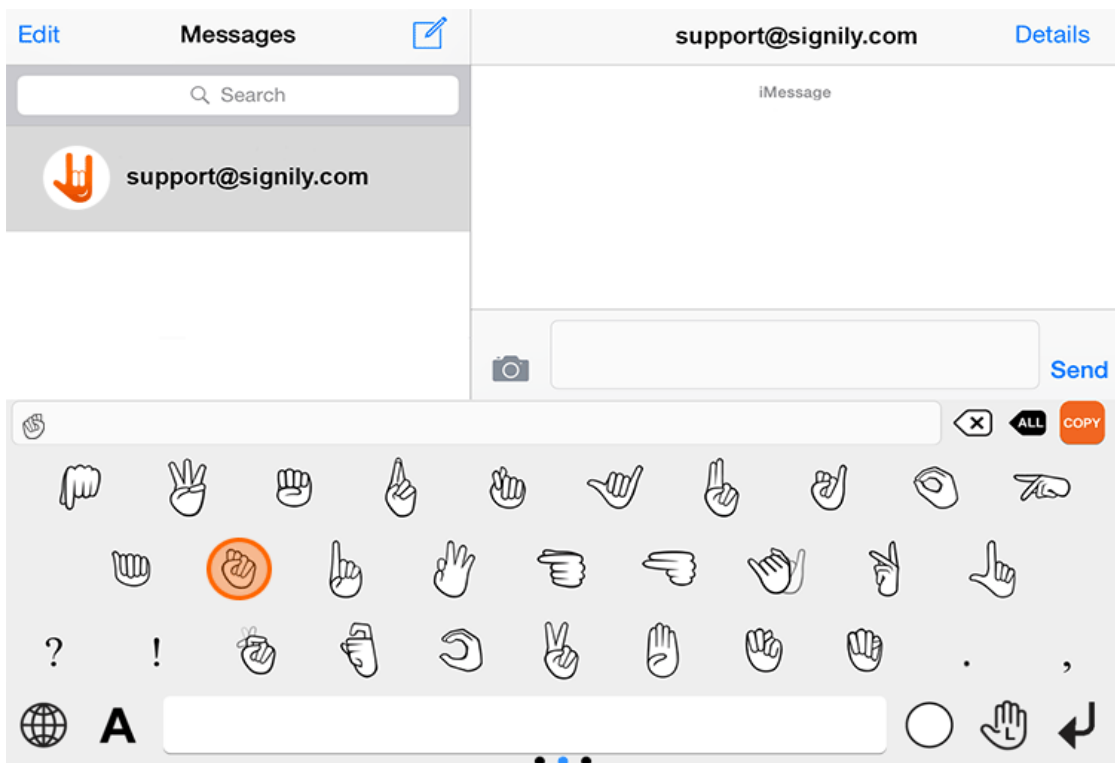 Edit Messages support@signily.com Details
Search
iMessage
support@signily.com
Send
ALL COPY
? ! . ,
A L